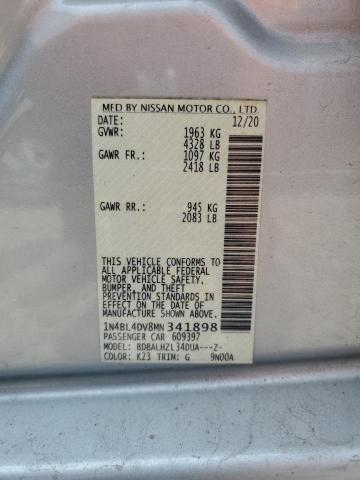 MFD BY NISSAN MOTOR CO., LTD.
DATE: 12/20
GVWR: 1963 KG
4328 LB
GAWR FR.: 1097 KG
2418 LB
GAWR RR.: 945 KG
2083 LB
THIS VEHICLE CONFORMS TO
ALL APPLICABLE FEDERAL
MOTOR VEHICLE SAFETY,
BUMPER, AND THEFT
PREVENTION STANDARDS
IN EFFECT ON THE DATE OF
MANUFACTURE SHOWN ABOVE.
1N4BL4DV8MN341898
PASSENGER CAR 609397
MODEL: BDBALHZL34DUA---Z-
COLOR: K23 TRIM: G 9N00A